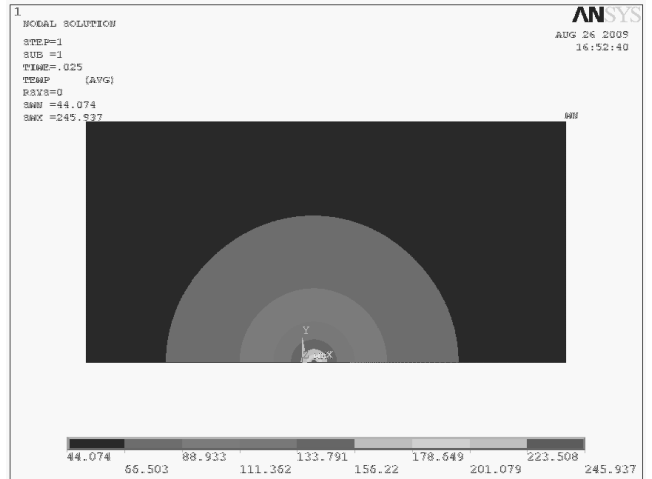 1
NODAL SOLUTION
STEP=1
SUB =1
TIME=.025
TEMP (AVG)
RSYS=0
SMN =44.074
SMX =245.937
ANSYS
AUG 26 2009
16:52:40
MN
Y
X
44.074 88.933 133.791 178.649 223.508
66.503 111.362 156.22 201.079 245.937